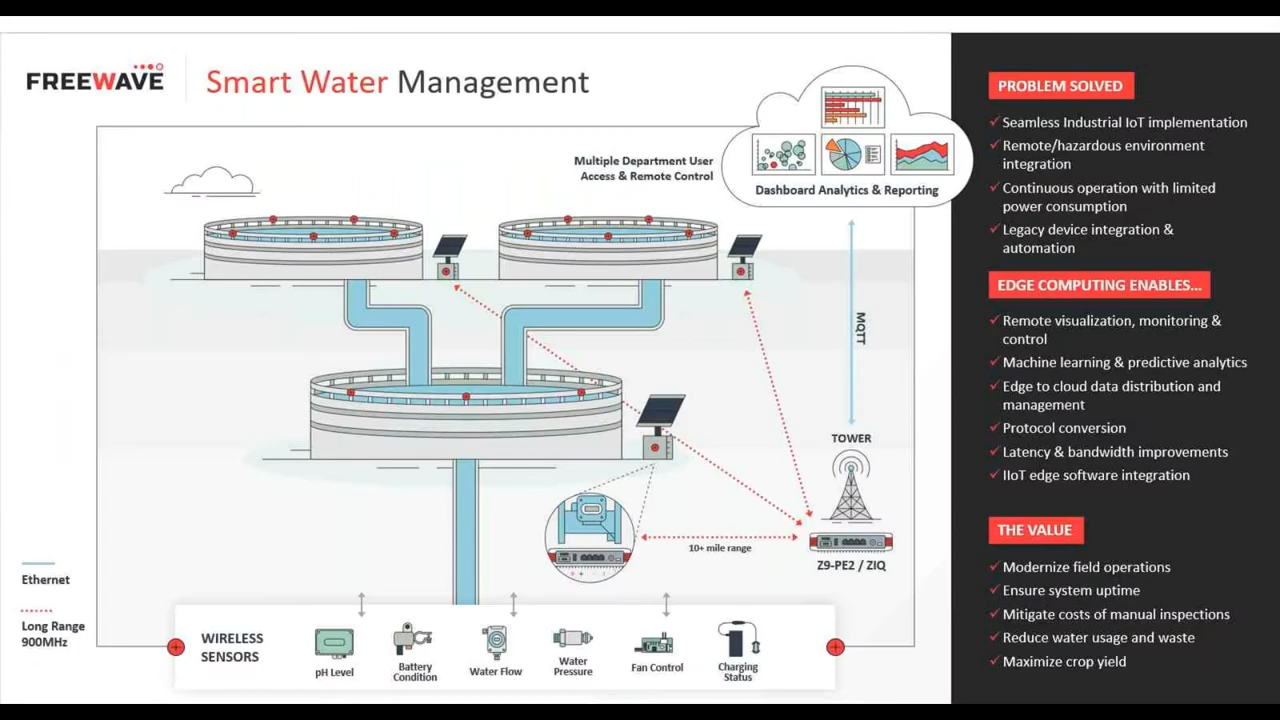 FREEWAVE
Smart Water Management
Multiple Department User
Access & Remote Control
Dashboard Analytics & Reporting
MQTT
TOWER
10+ mile range
Z9-PE2 / ZIQ
Ethernet
Long Range
900MHz
WIRELESS
SENSORS
pH Level
Battery
Condition
Water Flow
Water
Pressure
Fan Control
Charging
Status
PROBLEM SOLVED
Seamless Industrial IoT implementation
Remote/hazardous environment
integration
Continuous operation with limited
power consumption
Legacy device integration &
automation
EDGE COMPUTING ENABLES...
Remote visualization, monitoring &
control
Machine learning & predictive analytics
Edge to cloud data distribution and
management
Protocol conversion
Latency & bandwidth improvements
IIoT edge software integration
THE VALUE
Modernize field operations
Ensure system uptime
Mitigate costs of manual inspections
Reduce water usage and waste
Maximize crop yield